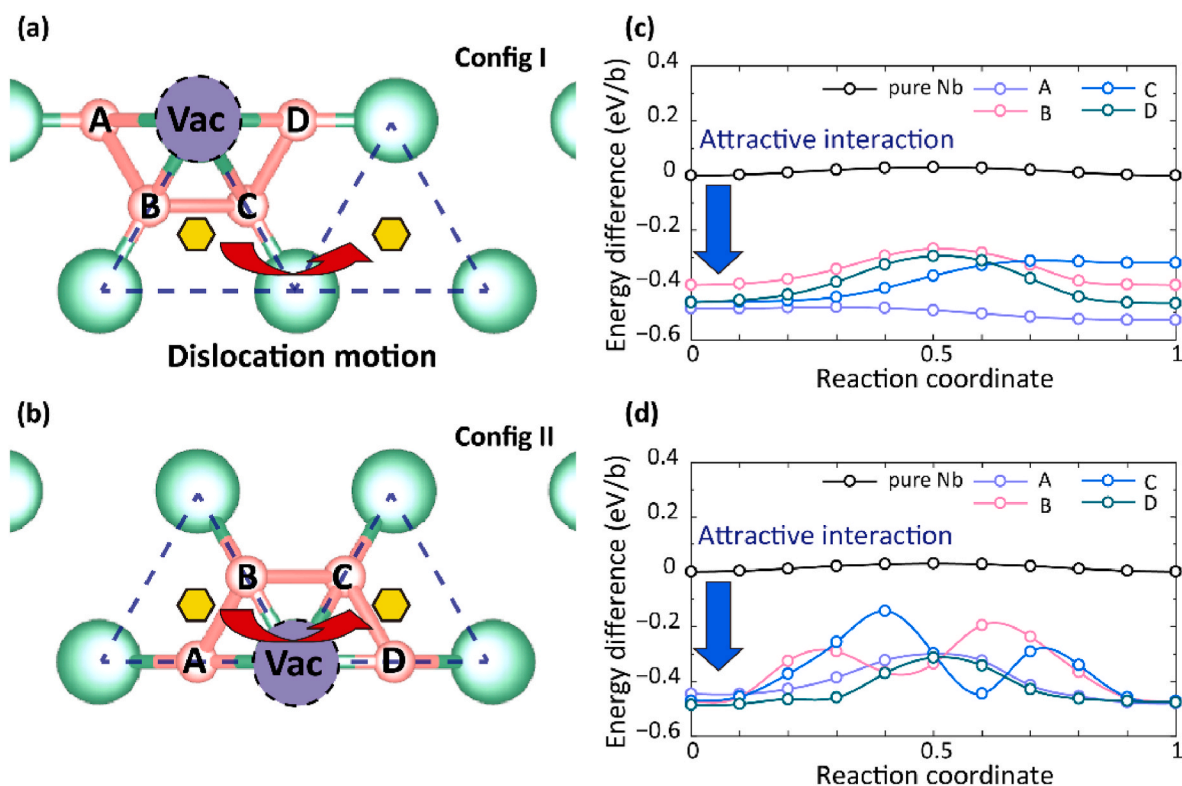 (a)
Config I
A
Vac
D
B
C
Dislocation motion
(b)
Config II
B
C
A
Vac
D
(c)
Energy difference (eV/b)
0.4
0.2
0
−0.2
−0.4
−0.6
pure Nb
A
B
C
D
Attractive interaction
0
0.5
1
Reaction coordinate
(d)
Energy difference (eV/b)
0.4
0.2
0
−0.2
−0.4
−0.6
pure Nb
A
B
C
D
Attractive interaction
0
0.5
1
Reaction coordinate